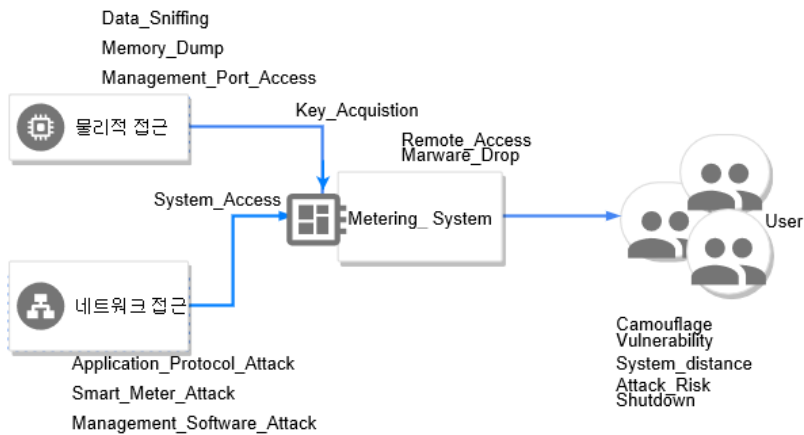 Data_Sniffing
Memory_Dump
Management_Port_Access
물리적 접근
Key_Acquistion
Remote_Access
Marware_Drop
System_Access
Metering_ System
User
네트워크 접근
Application_Protocol_Attack
Smart_Meter_Attack
Management_Software_Attack
Camouflage
Vulnerability
System_distance
Attack_Risk
Shutdown